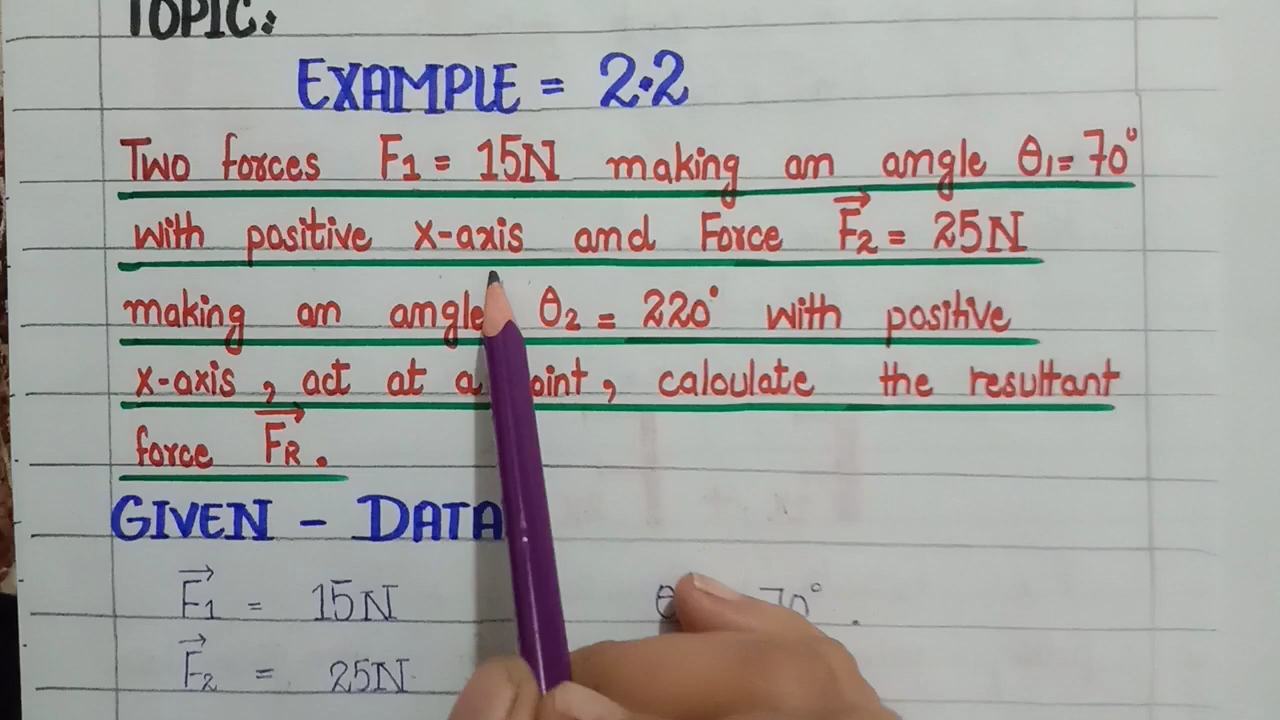 TOPIC:
EXAMPLE = 2.2
Two forces F1 = 15N making an angle θ1= 70°
with positive x-axis and Force F2 = 25N
making an angle θ2 = 220° with positive
x-axis, act at a oint, calculate the resultant
force FR.
GIVEN - DATA
F1 = 15N 70°
F2 = 25N